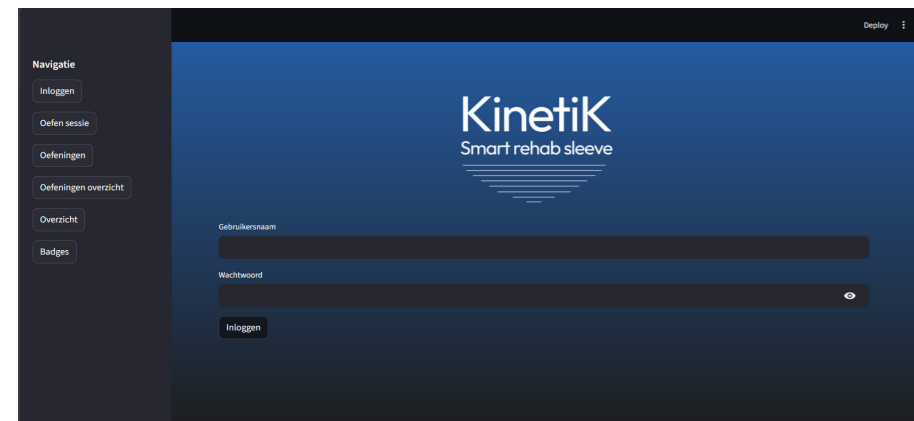 Deploy
Navigatie
Inloggen
Oefen sessie
Oefeningen
Oefeningen overzicht
Overzicht
Badges
KinetiK
Smart rehab sleeve
Gebruikersnaam
Wachtwoord
Inloggen